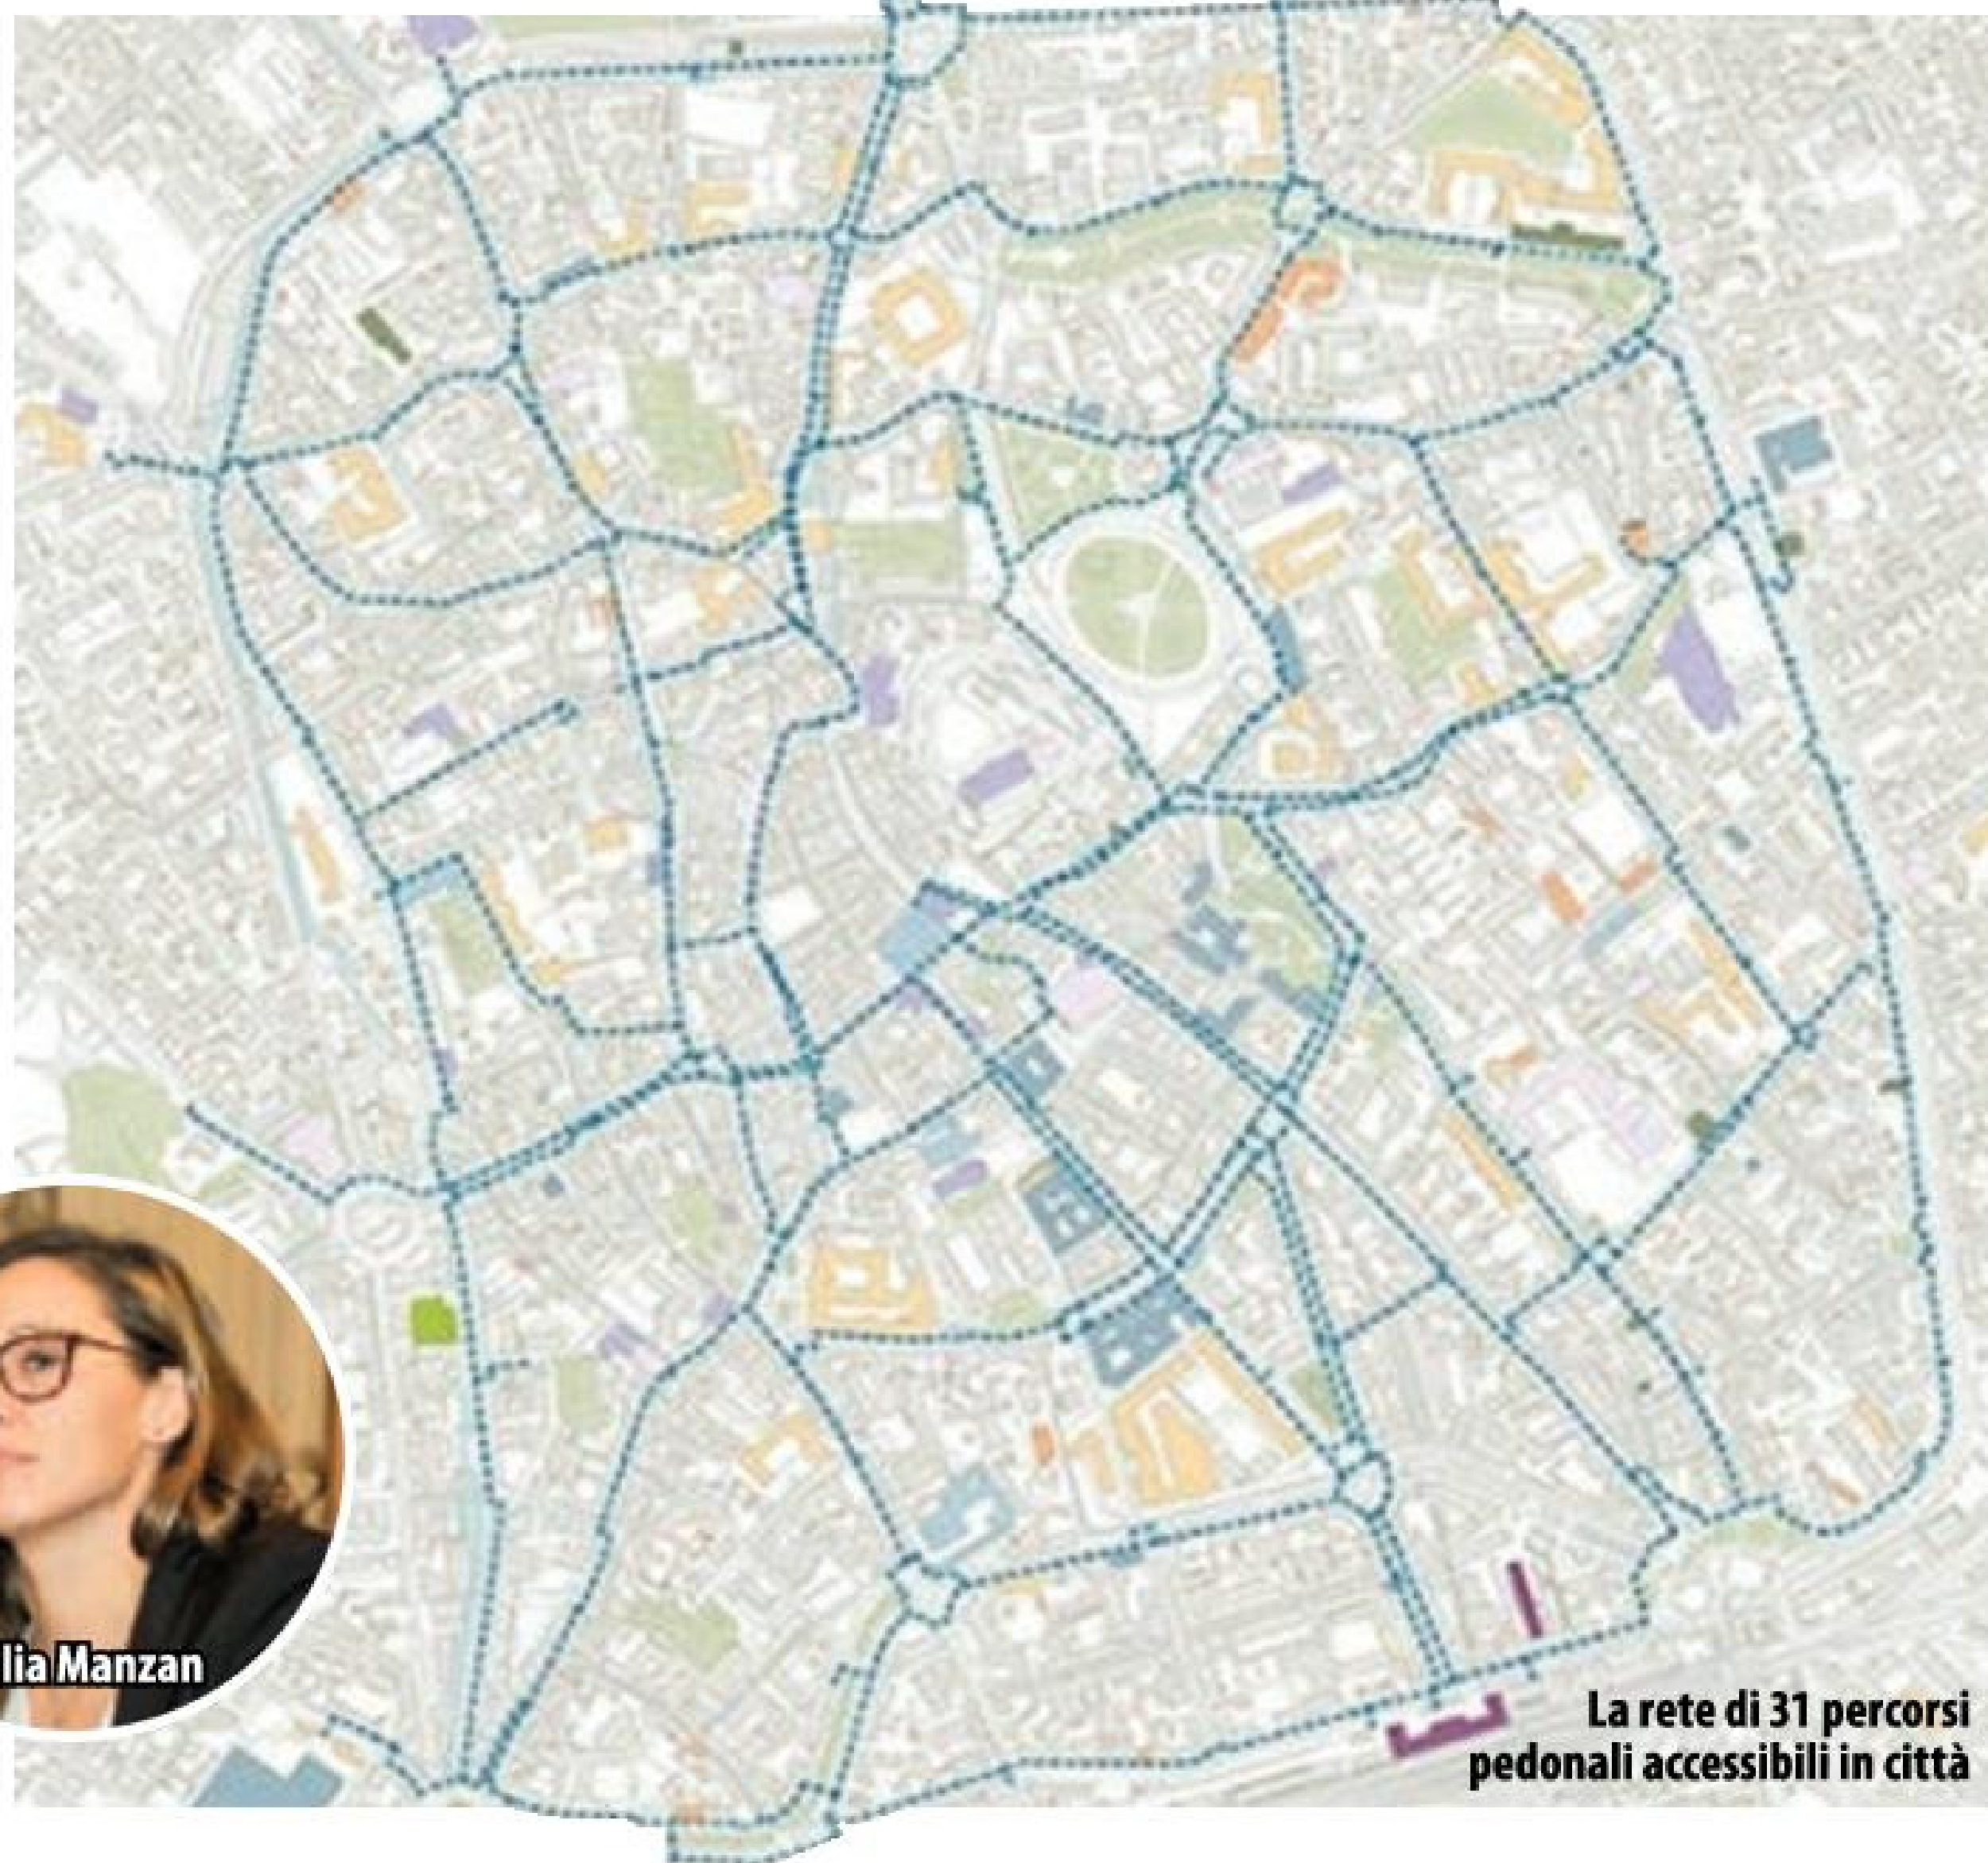 lia Manzan
La rete di 31 percorsi
pedonali accessibili in città